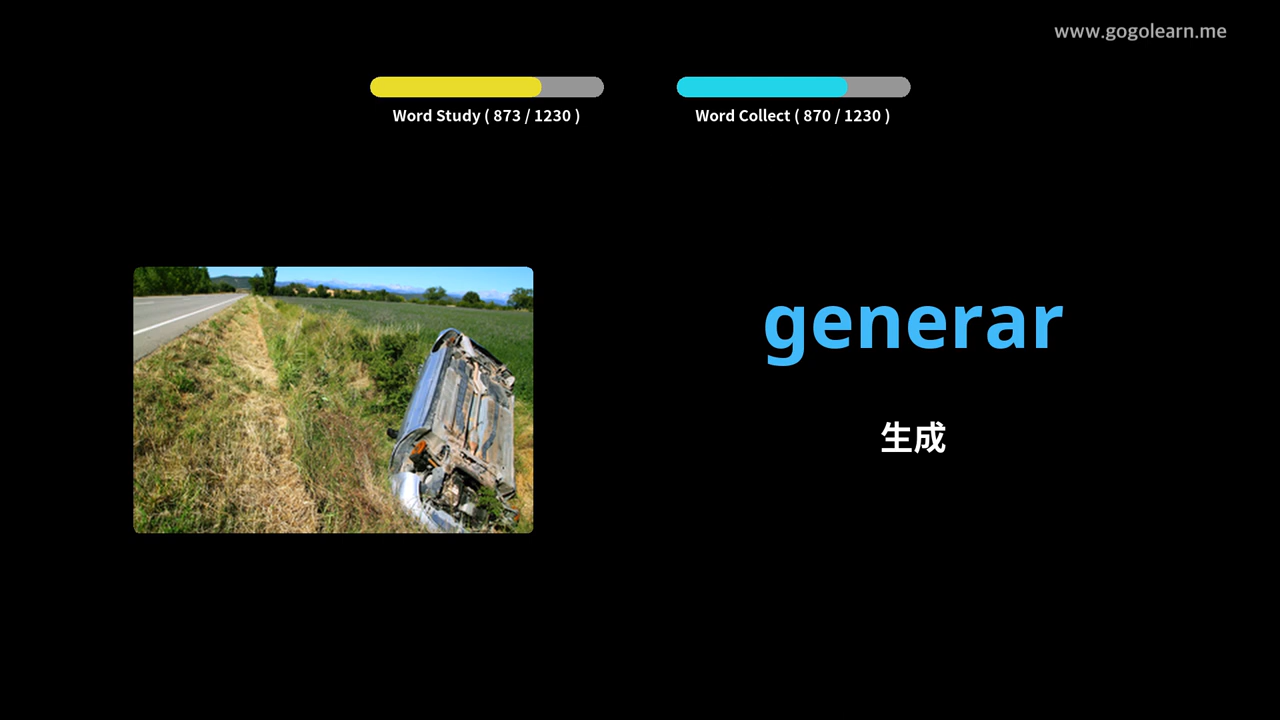 www.gogolearn.me
Word Study ( 873 / 1230 )
Word Collect ( 870 / 1230 )
generar
生成